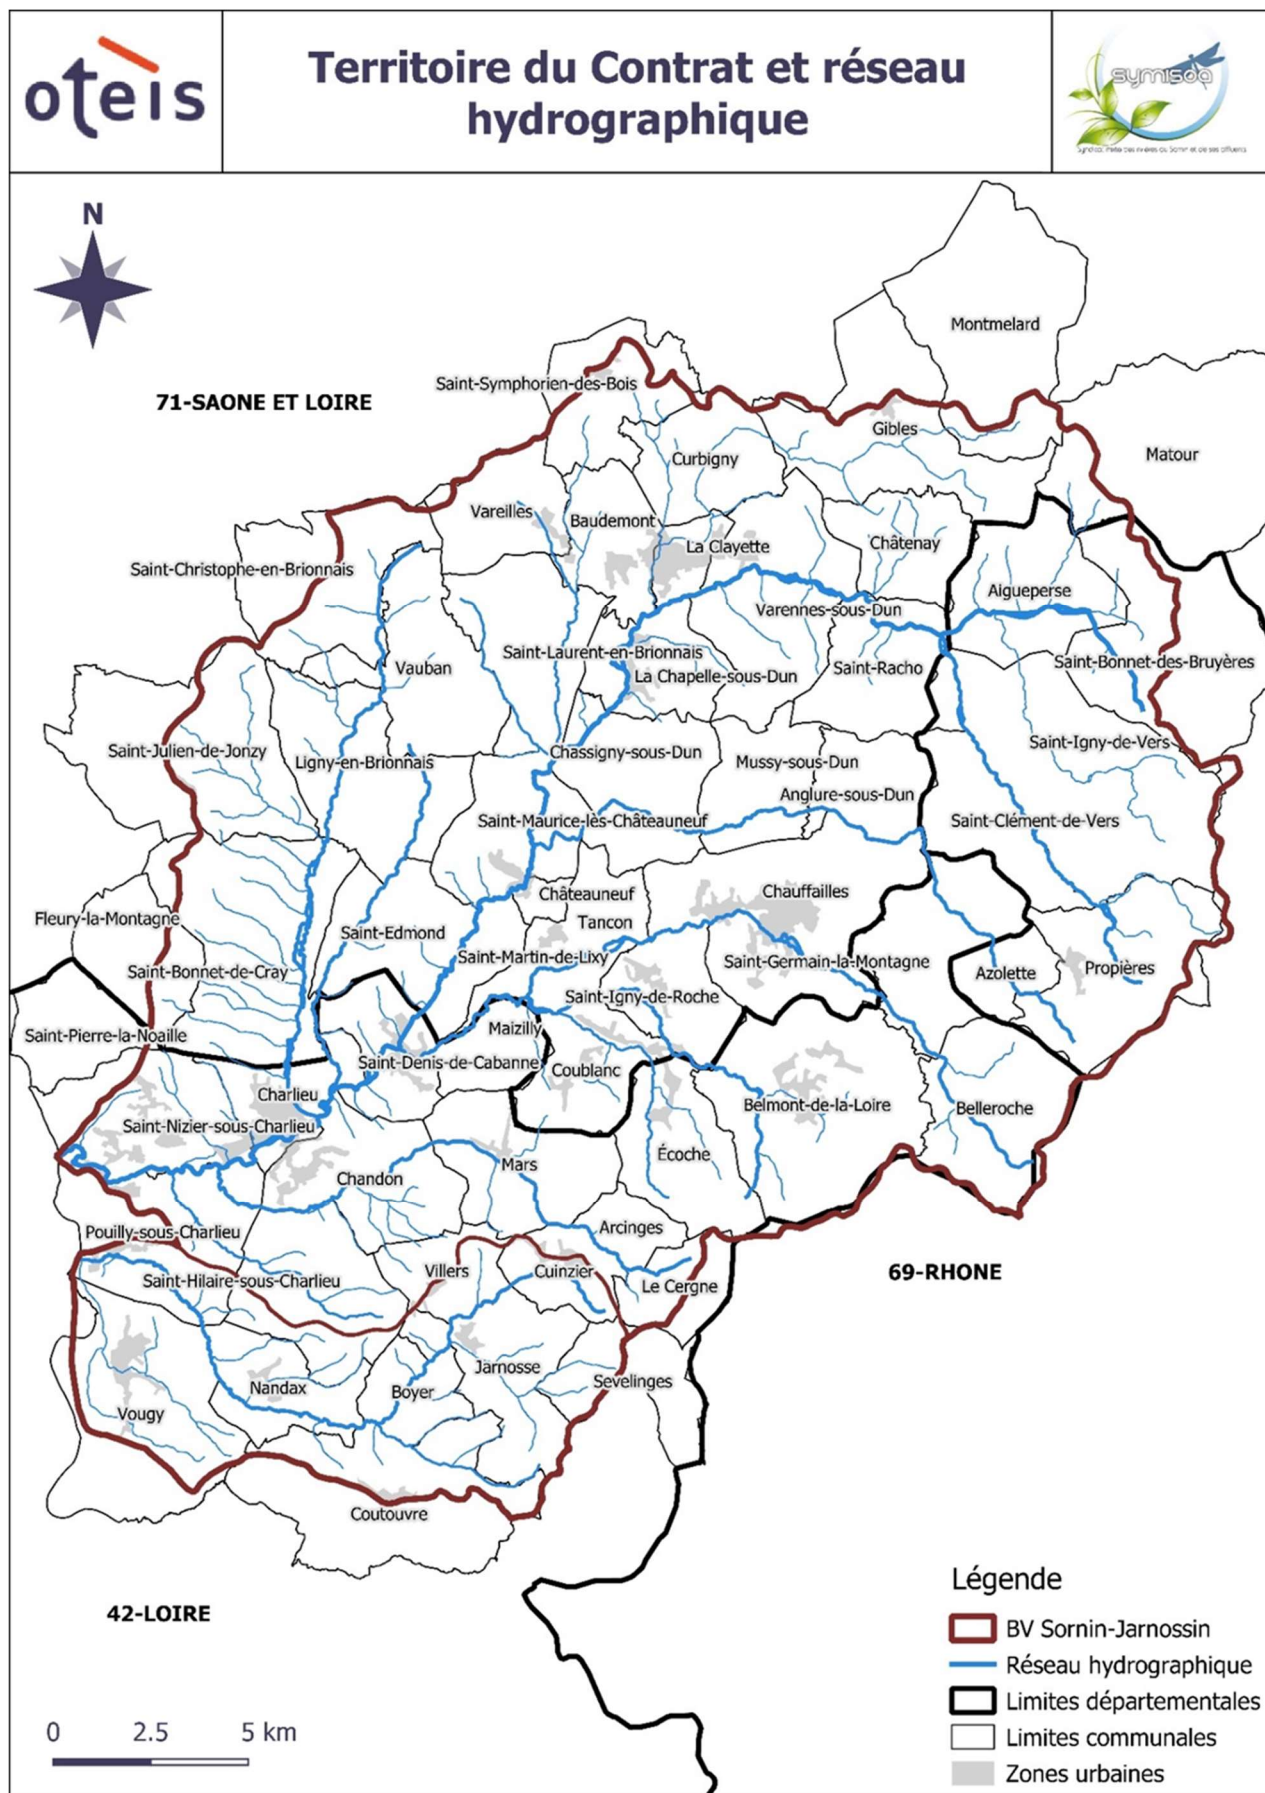 oteis
Territoire du Contrat et réseau
hydrographique
symisoa
N
Montmelard
Saint-Symphorien-des-Bois
71-SAONE ET LOIRE
Gibles
Matour
Curbigny
Vareilles
Baudemont
La Clayette
Châtenay
Saint-Christophe-en-Brionnais
Aigueperse
Varennes-sous-Dun
Saint-Laurent-en-Brionnais
Saint-Bonnet-des-Bruyères
Vauban
La Chapelle-sous-Dun
Saint-Racho
Saint-Igny-de-Vers
Saint-Julien-de-Jonzy
Ligny-en-Brionnais
Chassigny-sous-Dun
Mussy-sous-Dun
Anglure-sous-Dun
Saint-Maurice-lès-Châteauneuf
Saint-Clément-de-Vers
Châteauneuf
Chauffailles
Fleury-la-Montagne
Tancon
Saint-Edmond
Saint-Martin-de-Lixy
Saint-Germain-la-Montagne
Saint-Bonnet-de-Cray
Azolette
Propières
Saint-Igny-de-Roche
Saint-Pierre-la-Noaille
Maizilly
Saint-Denis-de-Cabanne
Coublanc
Charlieu
Belmont-de-la-Loire
Belleroche
Saint-Nizier-sous-Charlieu
Écoche
Mars
Chandon
Arcinges
Pouilly-sous-Charlieu
Villers
Cuinzier
69-RHONE
Saint-Hilaire-sous-Charlieu
Le Cergne
Jarnosse
Sevelinges
Nandax
Boyer
Vougy
Coutouvre
42-LOIRE
Légende
BV Sornin-Jarnossin
Réseau hydrographique
Limites départementales
Limites communales
Zones urbaines
0 2.5 5 km